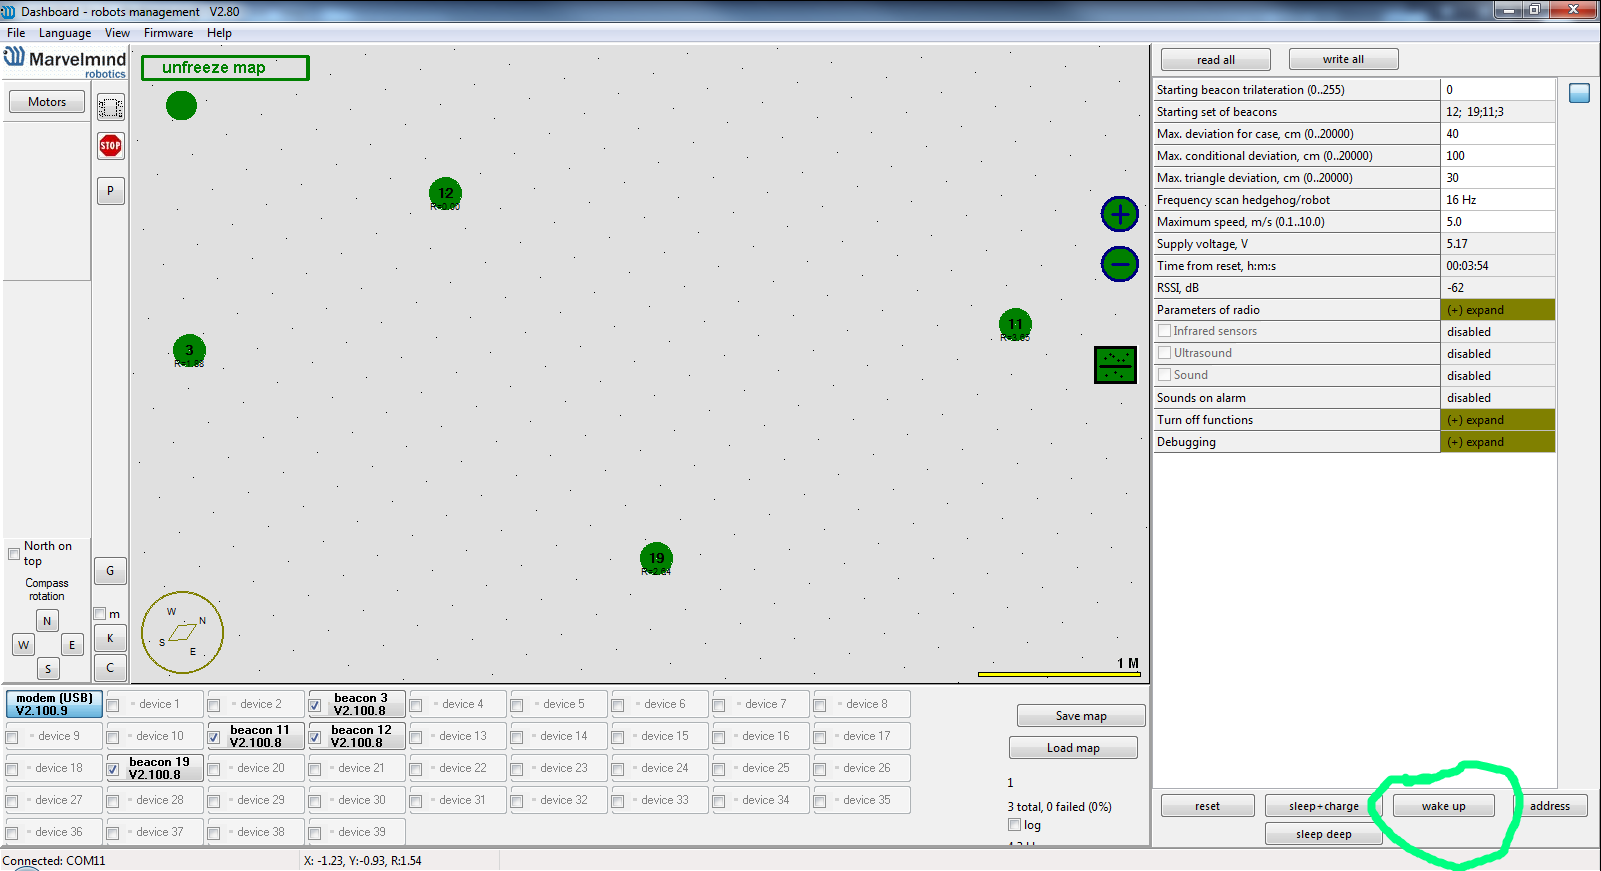 Dashboard - robots management V2.80
File Language View Firmware Help
Marvelmind
robotics
Motors
STOP
P
North on
top
Compass
rotation
N
W E
S
G
m
K
C
unfreeze map
12
R=0.00
3
R=1.83
11
19
1 M
W
N
S
E
read all write all
Starting beacon trilateration (0..255) 0
Starting set of beacons 12; 19;11;3
Max. deviation for case, cm (0..20000) 40
Max. conditional deviation, cm (0..20000) 100
Max. triangle deviation, cm (0..20000) 30
Frequency scan hedgehog/robot 16 Hz
Maximum speed, m/s (0.1..10.0) 5.0
Supply voltage, V 5.17
Time from reset, h:m:s 00:03:54
RSSI, dB -62
Parameters of radio (+) expand
Infrared sensors disabled
Ultrasound disabled
Sound disabled
Sounds on alarm disabled
Turn off functions (+) expand
Debugging (+) expand
modem (USB)
V2.100.9
device 1
device 2
beacon 3
V2.100.8
device 4
device 5
device 6
device 7
device 8
device 9
device 10
beacon 11
V2.100.8
beacon 12
V2.100.8
device 13
device 14
device 15
device 16
device 17
device 18
beacon 19
V2.100.8
device 20
device 21
device 22
device 23
device 24
device 25
device 26
device 27
device 28
device 29
device 30
device 31
device 32
device 33
device 34
device 35
device 36
device 37
device 38
device 39
Save map
Load map
1
3 total, 0 failed (0%)
log
reset sleep+charge wake up address
sleep deep
Connected: COM11 X: -1.23, Y:-0.93, R:1.54